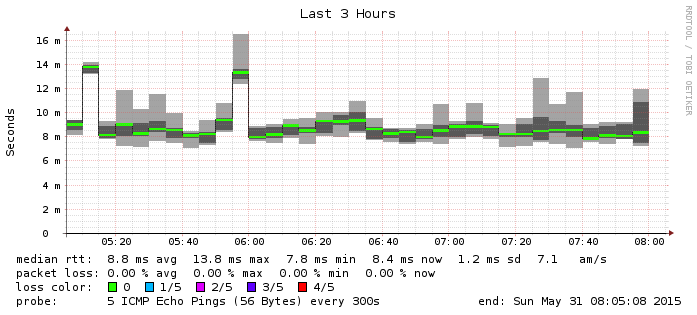 Last 3 Hours
RRDTOOL / TOBI OETIKER
Seconds
16 m
14 m
12 m
10 m
8 m
6 m
4 m
2 m
0
05:20 05:40 06:00 06:20 06:40 07:00 07:20 07:40 08:00
median rtt: 8.8 ms avg 13.8 ms max 7.8 ms min 8.4 ms now 1.2 ms sd 7.1 am/s
packet loss: 0.00 % avg 0.00 % max 0.00 % min 0.00 % now
loss color: 0 1/5 2/5 3/5 4/5
probe: 5 ICMP Echo Pings (56 Bytes) every 300s end: Sun May 31 08:05:08 2015